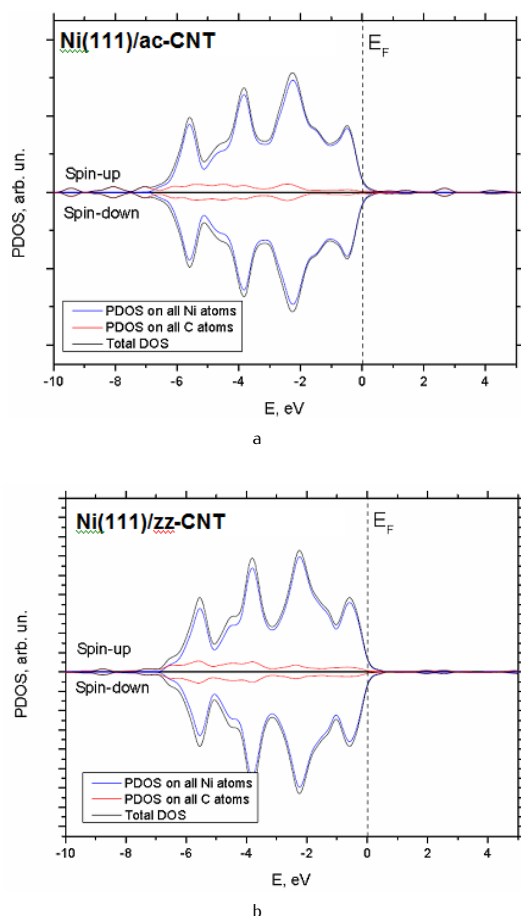 Ni(111)/ac-CNT
E_F
Spin-up
Spin-down
PDOS, arb. un.
PDOS on all Ni atoms
PDOS on all C atoms
Total DOS
-10 -8 -6 -4 -2 0 2 4
E, eV
a
Ni(111)/zz-CNT
E_F
Spin-up
Spin-down
PDOS, arb. un.
PDOS on all Ni atoms
PDOS on all C atoms
Total DOS
-10 -8 -6 -4 -2 0 2 4
E, eV
b